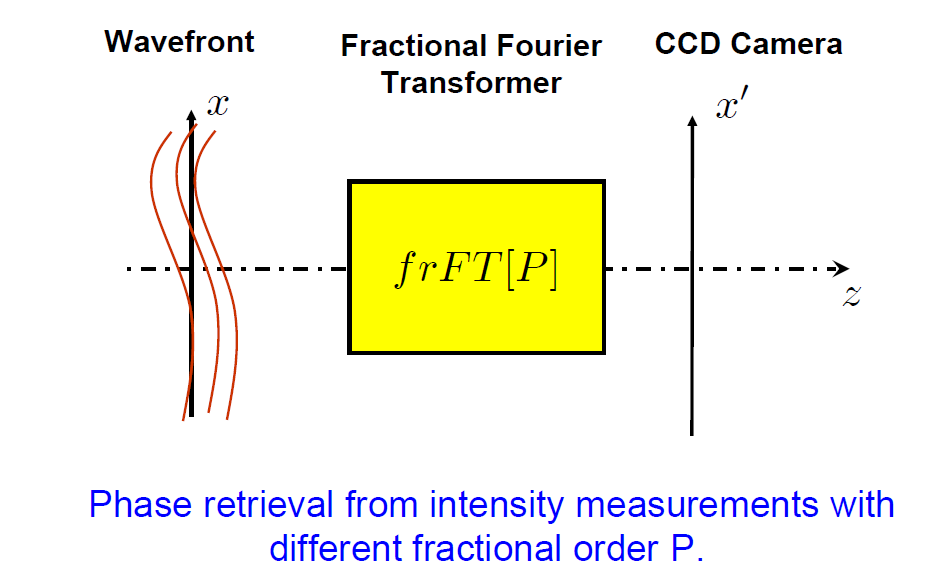 Wavefront
Fractional Fourier
Transformer
CCD Camera
x
x′
frFT[P]
z
Phase retrieval from intensity measurements with
different fractional order P.